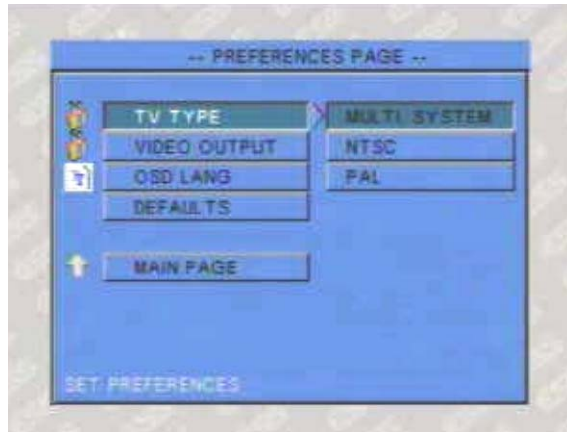 -- PREFERENCES PAGE --
TV TYPE
MULTI SYSTEM
VIDEO OUTPUT
NTSC
OSD LANG
PAL
DEFAULTS
MAIN PAGE
SET PREFERENCES